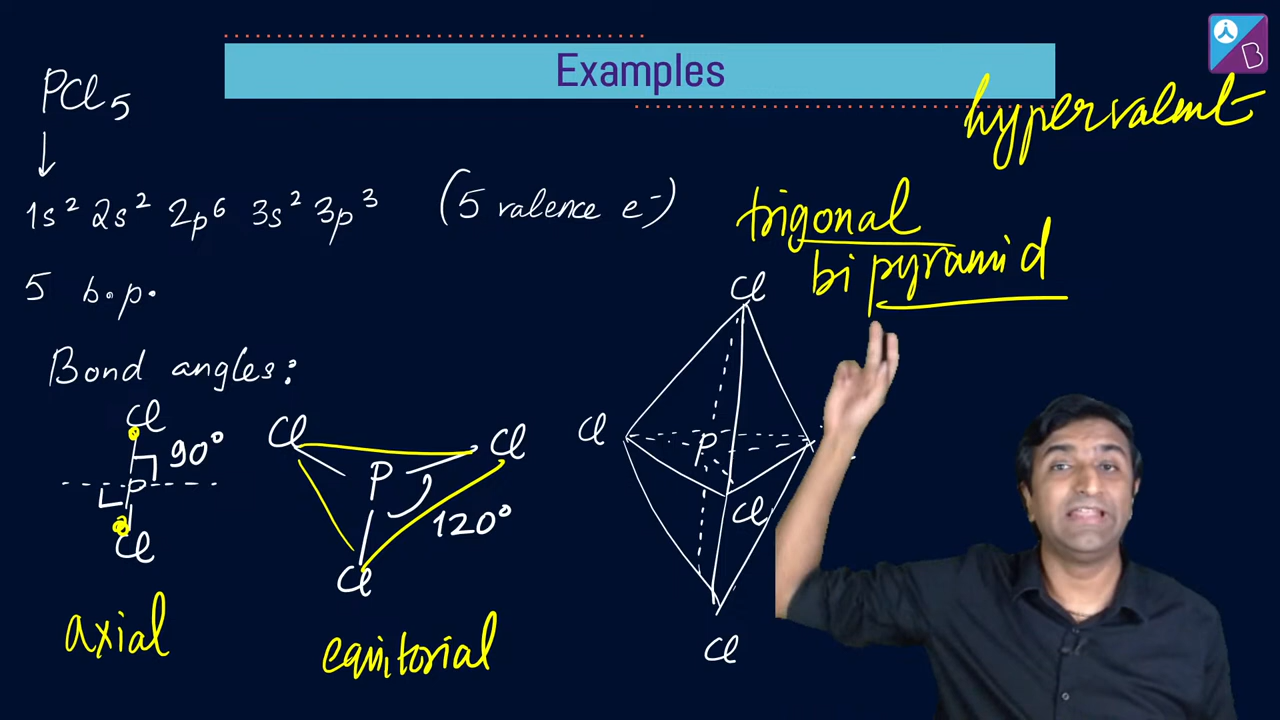 Examples
PCl5
hypervalent
1s² 2s² 2p⁶ 3s² 3p³ (5 valence e⁻)
trigonal
bipyramid
5 b.p.
Bond angles:
Cl
90°
P
Cl
axial
Cl Cl
P
120°
Cl
equitorial
Cl
Cl
P
Cl
Cl
B